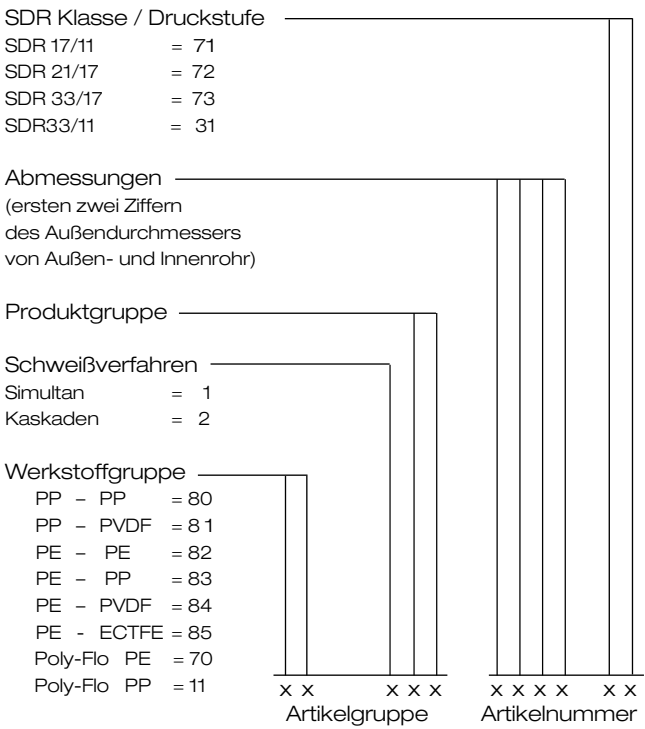 SDR Klasse / Druckstufe
SDR 17/11 = 71
SDR 21/17 = 72
SDR 33/17 = 73
SDR33/11 = 31
Abmessungen
(ersten zwei Ziffern
des Außendurchmessers
von Außen- und Innenrohr)
Produktgruppe
Schweißverfahren
Simultan = 1
Kaskaden = 2
Werkstoffgruppe
PP – PP = 80
PP – PVDF = 81
PE – PE = 82
PE – PP = 83
PE – PVDF = 84
PE - ECTFE = 85
Poly-Flo PE = 70
Poly-Flo PP = 11
x x x x x x x x x x x
Artikelgruppe Artikelnummer